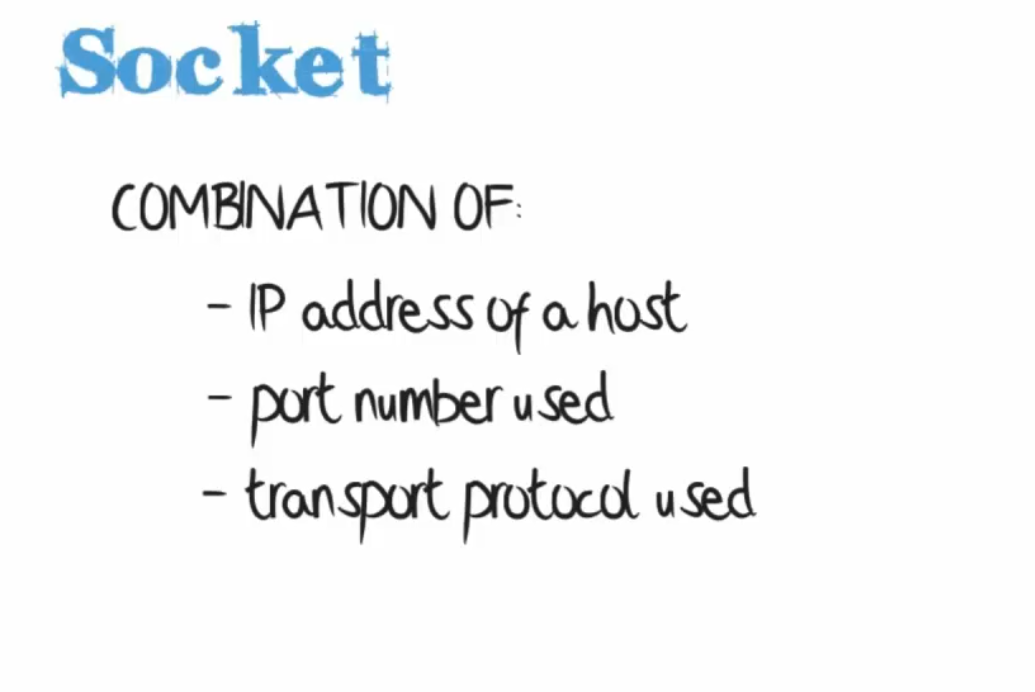 Socket
COMBINATION OF:
- IP address of a host
- port number used
- transport protocol used